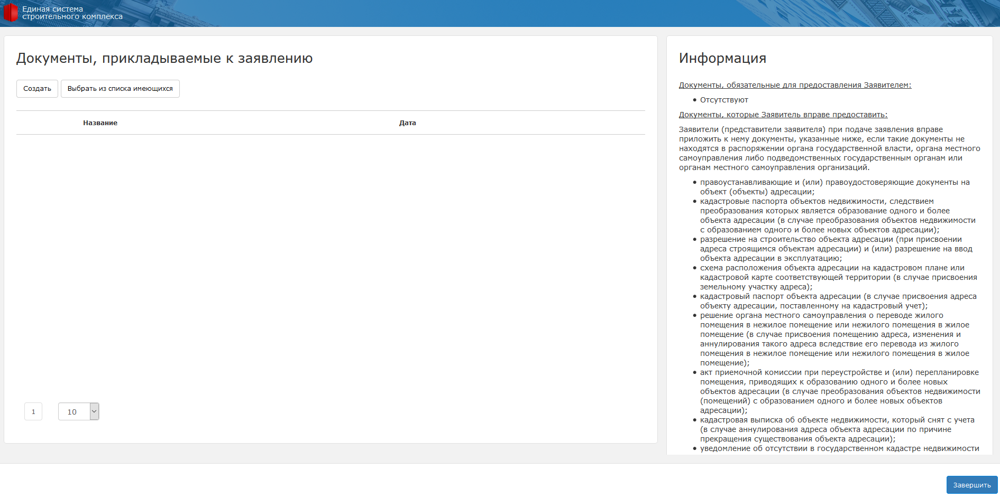 Единая система
строительного комплекса
Документы, прикладываемые к заявлению
Создать
Выбрать из списка имеющихся
Название
Дата
1
10
Информация
Документы, обязательные для предоставления Заявителем:
• Отсутствуют
Документы, которые Заявитель вправе предоставить:
Заявители (представители заявителя) при подаче заявления вправе
приложить к нему документы, указанные ниже, если такие документы не
находятся в распоряжении органа государственной власти, органа местного
самоуправления либо подведомственных государственным органам или
органам местного самоуправления организаций.
• правоустанавливающие и (или) правоудостоверяющие документы на
объект (объекты) адресации;
• кадастровые паспорта объектов недвижимости, следствием
преобразования которых является образование одного и более
объекта адресации (в случае преобразования объектов недвижимости
с образованием одного и более новых объектов адресации);
• разрешение на строительство объекта адресации (при присвоении
адреса строящимся объектам адресации) и (или) разрешение на ввод
объекта адресации в эксплуатацию;
• схема расположения объекта адресации на кадастровом плане или
кадастровой карте соответствующей территории (в случае присвоения
земельному участку адреса);
• кадастровый паспорт объекта адресации (в случае присвоения адреса
объекту адресации, поставленному на кадастровый учет);
• решение органа местного самоуправления о переводе жилого
помещения в нежилое помещение или нежилого помещения в жилое
помещение (в случае присвоения помещению адреса, изменения и
аннулирования такого адреса вследствие его перевода из жилого
помещения в нежилое помещение или нежилого помещения в жилое
помещение);
• акт приемочной комиссии при переустройстве и (или) перепланировке
помещения, приводящих к образованию одного и более новых
объектов адресации (в случае преобразования объектов недвижимости
(помещений) с образованием одного и более новых объектов
адресации);
• кадастровая выписка об объекте недвижимости, который снят с учета
(в случае аннулирования адреса объекта адресации по причине
прекращения существования объекта адресации);
• уведомление об отсутствии в государственном кадастре недвижимости
Завершить